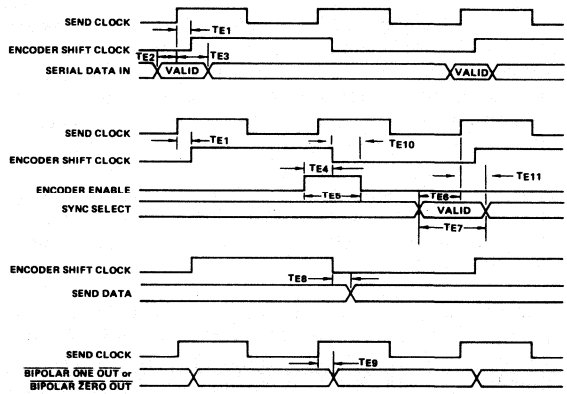 SEND CLOCK
TE1
ENCODER SHIFT CLOCK
TE2
TE3
SERIAL DATA IN
VALID
VALID
SEND CLOCK
TE1
TE10
ENCODER SHIFT CLOCK
TE4
TE11
ENCODER ENABLE
TE5
TE6
SYNC SELECT
VALID
TE7
ENCODER SHIFT CLOCK
TE8
SEND DATA
SEND CLOCK
TE9
BIPOLAR ONE OUT or
BIPOLAR ZERO OUT